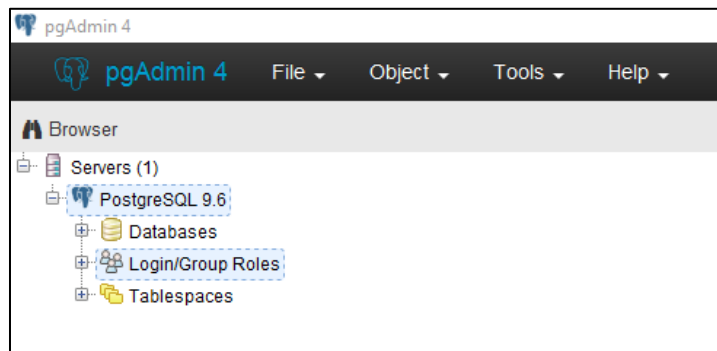 pgAdmin 4
pgAdmin 4 File Object Tools Help
Browser
Servers (1)
PostgreSQL 9.6
Databases
Login/Group Roles
Tablespaces